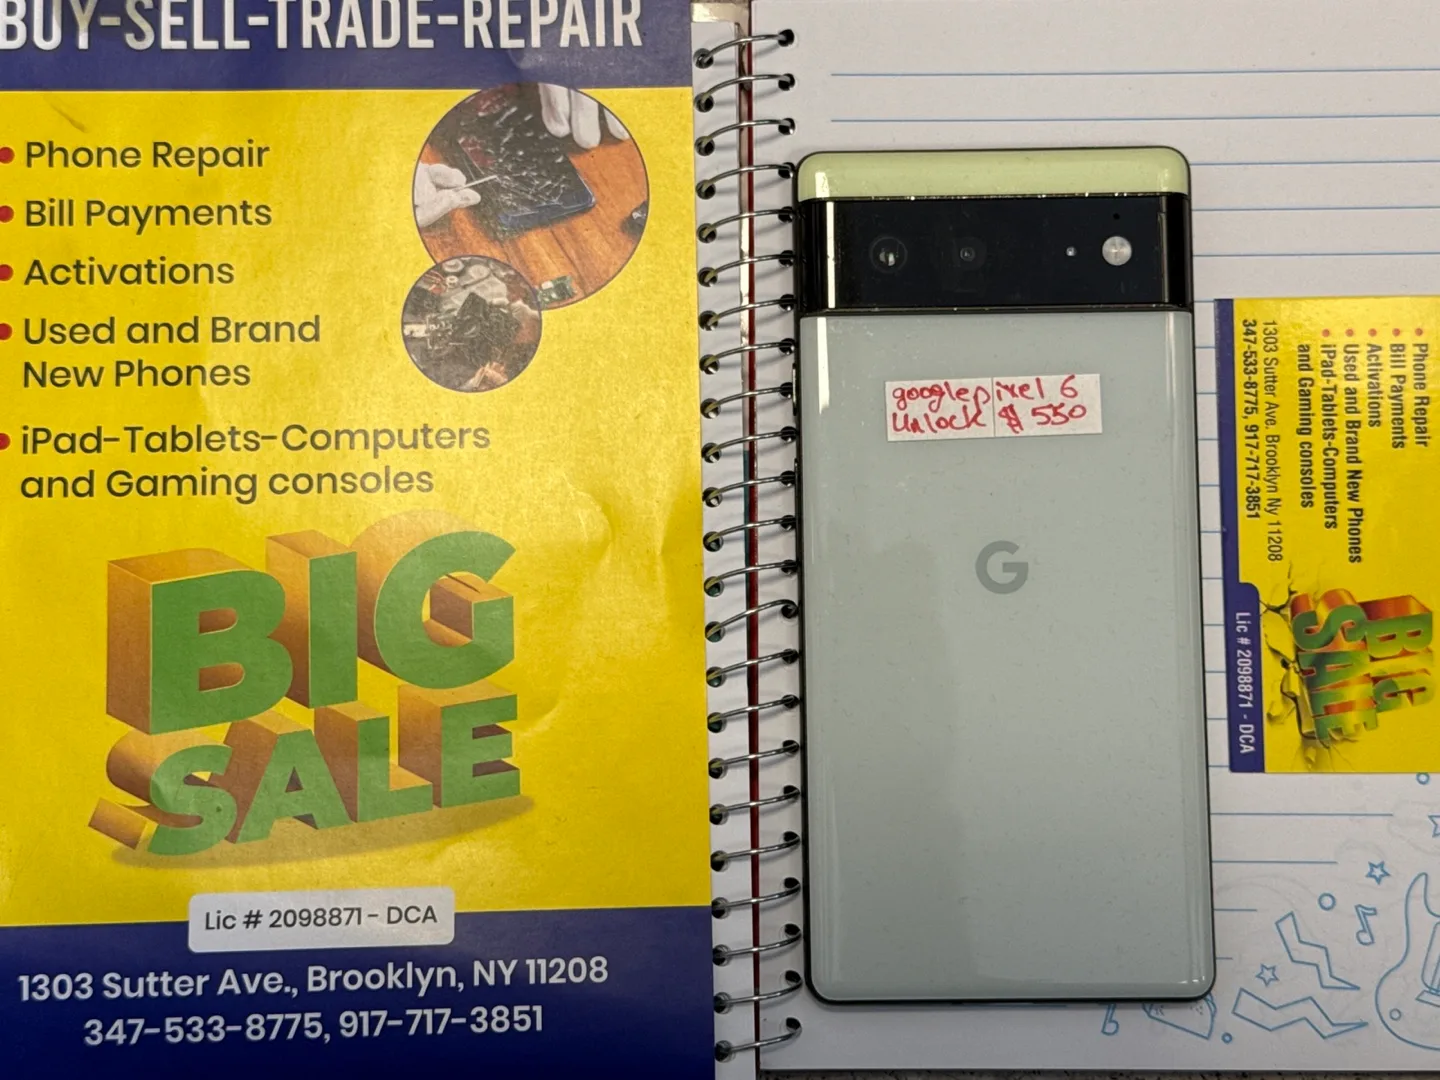 BUY-SELL-TRADE-REPAIR
• Phone Repair
• Bill Payments
• Activations
• Used and Brand
New Phones
• iPad-Tablets-Computers
and Gaming consoles
BIG
SALE
Lic # 2098871 - DCA
1303 Sutter Ave., Brooklyn, NY 11208
347-533-8775, 917-717-3851
googlepixel 6
Unlock $ 550
G
• Phone Repair
• Bill Payments
• Activations
• Used and Brand New Phones
• iPad-Tablets-Computers
and Gaming consoles
1303 Sutter Ave. Brooklyn Ny 11208
347-533-8775, 917-717-3851
BIG
SALE
Lic # 2098871 - DCA